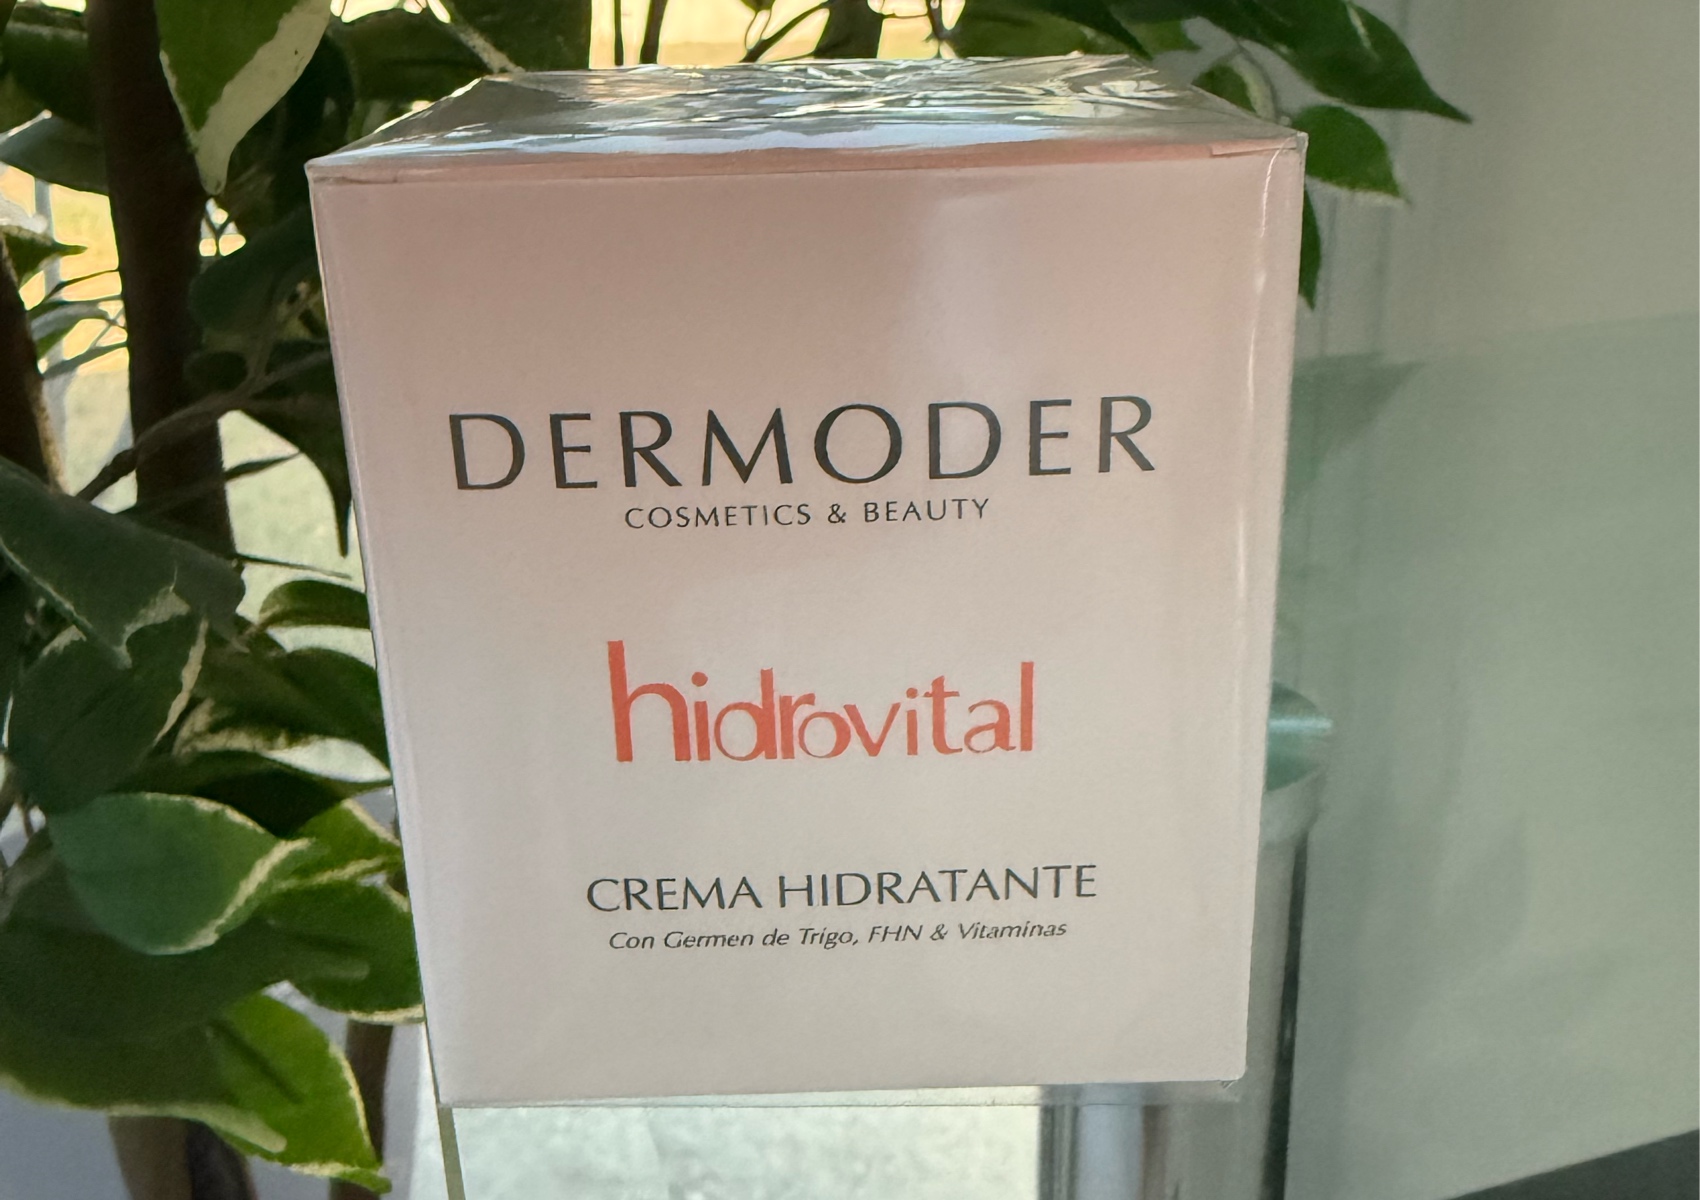 DERMODER
COSMETICS & BEAUTY
hidrovital
CREMA HIDRATANTE
Con Germen de Trigo, FHN & Vitaminas